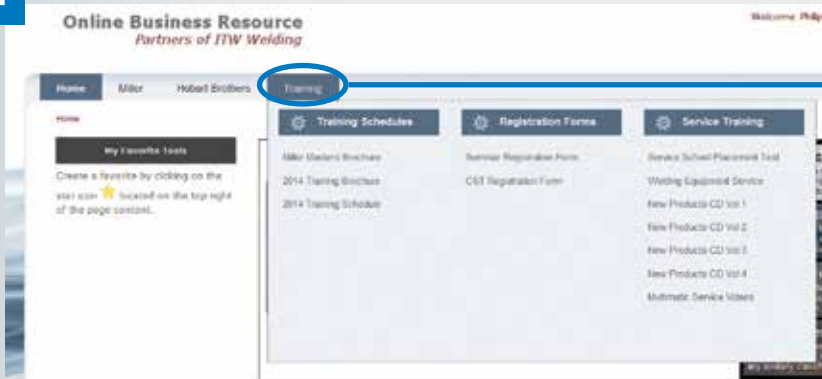 Online Business Resource
Partners of ITW Welding
Welcome Philip
Home Miller Hobart Brothers Training
Home
My Favorite Tools
Create a favorite by clicking on the
star icon located on the top right
of the page content.
Training Schedules
Miller Masters Brochure
2014 Training Brochure
2014 Training Schedule
Registration Forms
Seminar Registration Form
CST Registration Form
Service Training
Service School Placement Test
Welding Equipment Service
New Products CD Vol 1
New Products CD Vol 2
New Products CD Vol 3
New Products CD Vol 4
Multimatic Service Videos